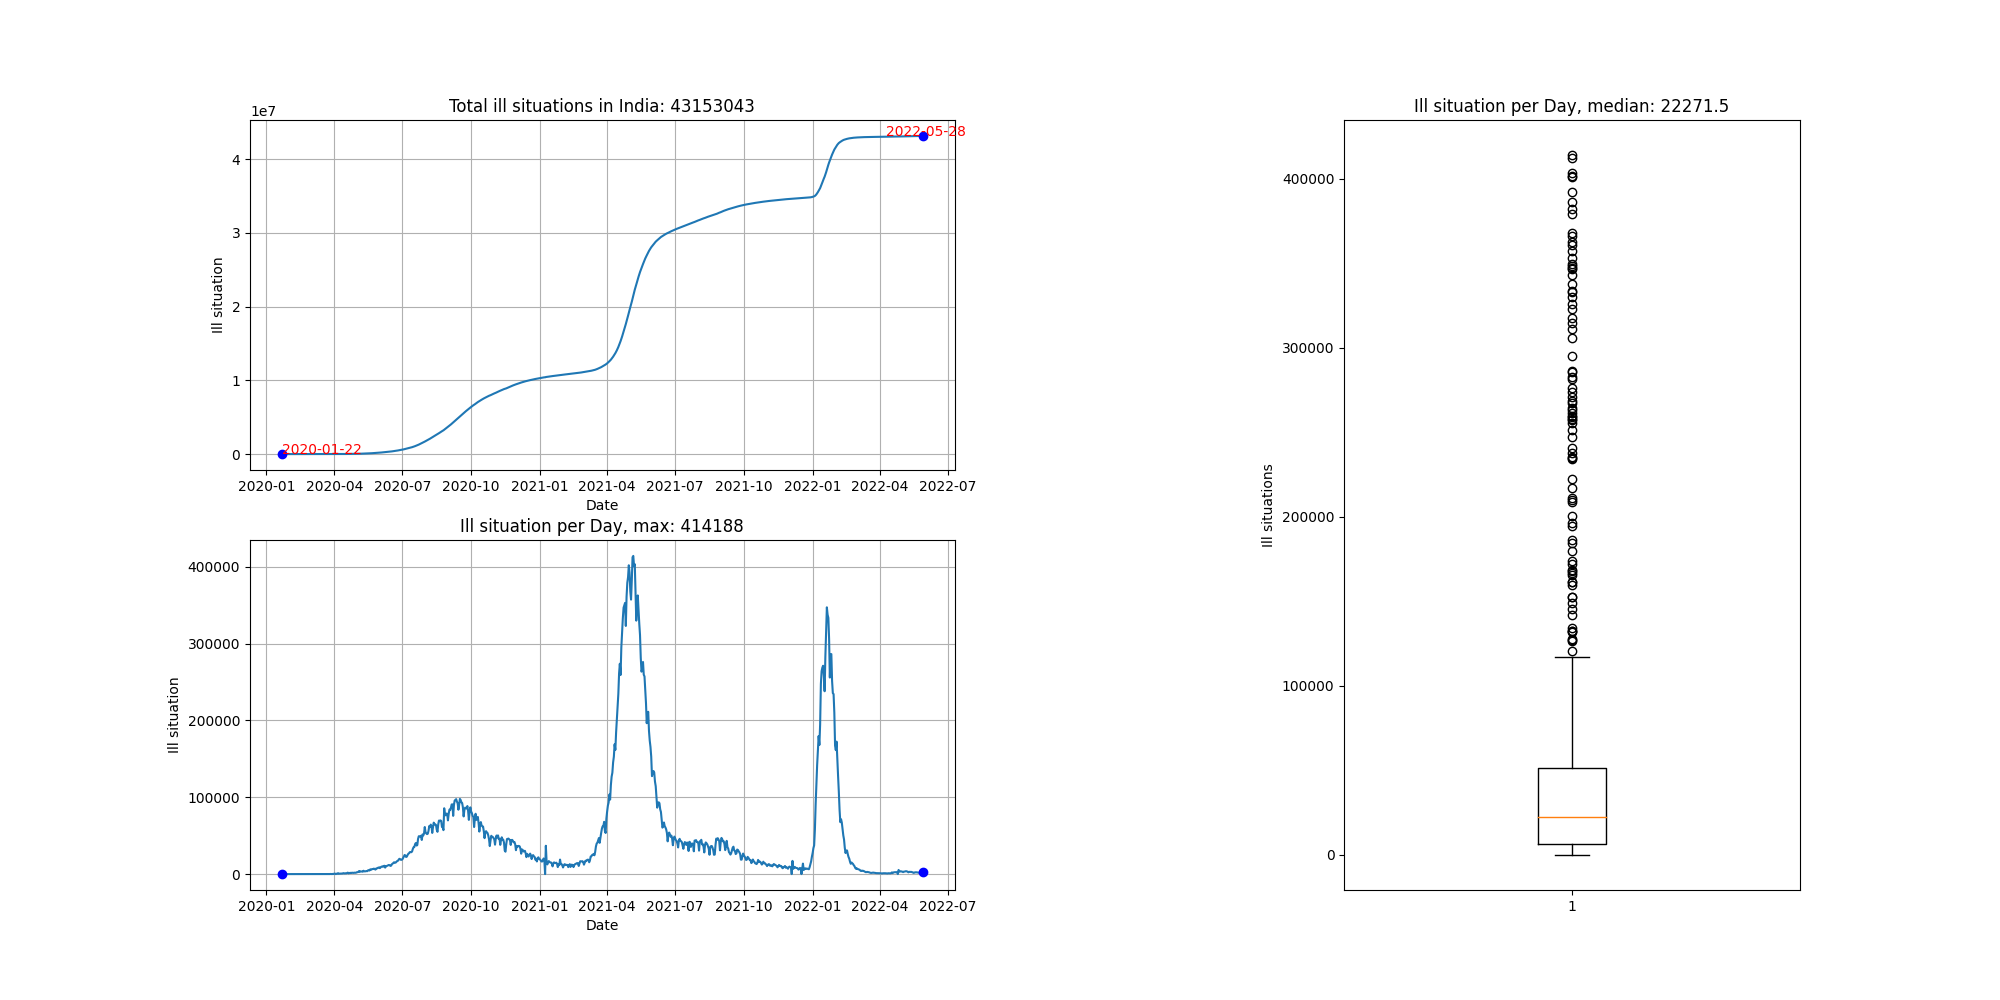 Total ill situations in India: 43153043
1e7
4
3
2
1
0
Ill situation
2020-01-22
2022-05-28
2020-01 2020-04 2020-07 2020-10 2021-01 2021-04 2021-07 2021-10 2022-01 2022-04 2022-07
Date
Ill situation per Day, max: 414188
400000
300000
200000
100000
0
Ill situation
2020-01 2020-04 2020-07 2020-10 2021-01 2021-04 2021-07 2021-10 2022-01 2022-04 2022-07
Date
Ill situation per Day, median: 22271.5
400000
300000
200000
100000
0
Ill situations
1